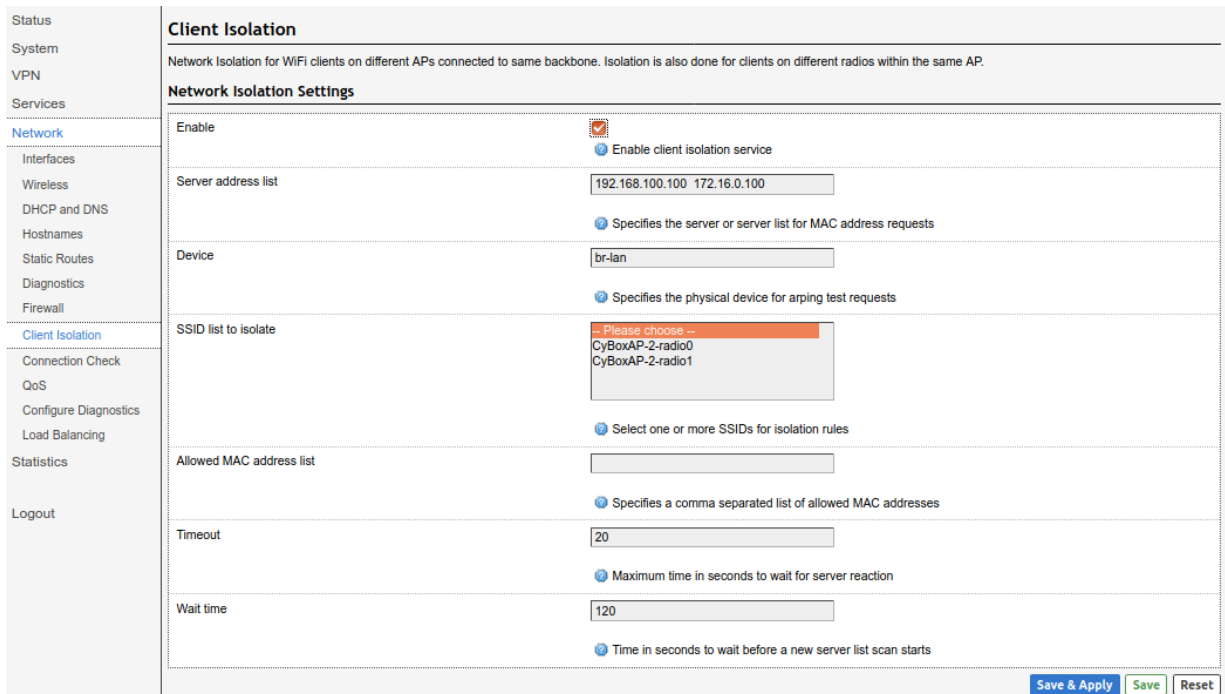 Status
System
VPN
Services
Network
Interfaces
Wireless
DHCP and DNS
Hostnames
Static Routes
Diagnostics
Firewall
Client Isolation
Connection Check
QoS
Configure Diagnostics
Load Balancing
Statistics
Logout
Client Isolation
Network Isolation for WiFi clients on different APs connected to same backbone. Isolation is also done for clients on different radios within the same AP.
Network Isolation Settings
Enable
Enable client isolation service
Server address list
192.168.100.100 172.16.0.100
Specifies the server or server list for MAC address requests
Device
br-lan
Specifies the physical device for arping test requests
SSID list to isolate
-- Please choose --
CyBoxAP-2-radio0
CyBoxAP-2-radio1
Select one or more SSIDs for isolation rules
Allowed MAC address list
Specifies a comma separated list of allowed MAC addresses
Timeout
20
Maximum time in seconds to wait for server reaction
Wait time
120
Time in seconds to wait before a new server list scan starts
Save & Apply Save Reset